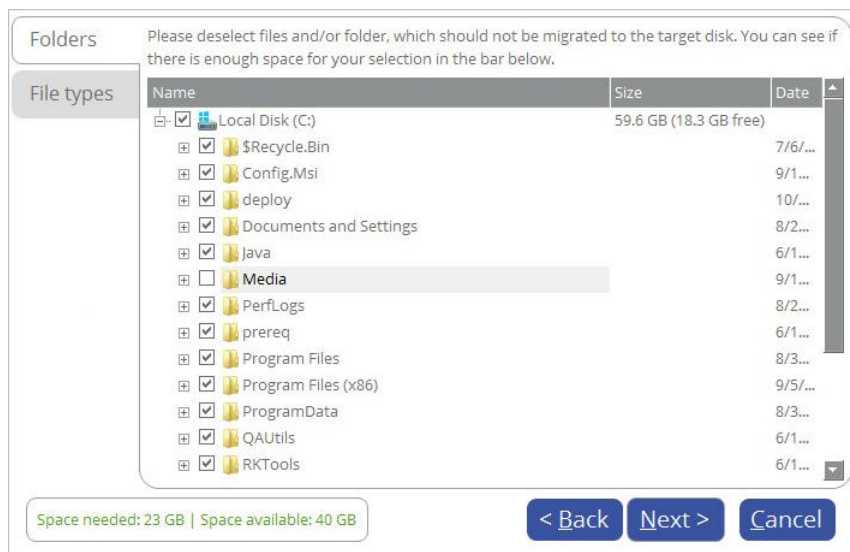 Folders
File types
Please deselect files and/or folder, which should not be migrated to the target disk. You can see if
there is enough space for your selection in the bar below.
Name Size Date
Local Disk (C:) 59.6 GB (18.3 GB free)
$Recycle.Bin 7/6/...
Config.Msi 9/1...
deploy 10/...
Documents and Settings 8/2...
Java 6/1...
Media 9/1...
PerfLogs 8/2...
prereq 6/1...
Program Files 8/3...
Program Files (x86) 9/5/...
ProgramData 8/3...
QAUtils 6/1...
RKTools 6/1...
Space needed: 23 GB | Space available: 40 GB
< Back Next > Cancel